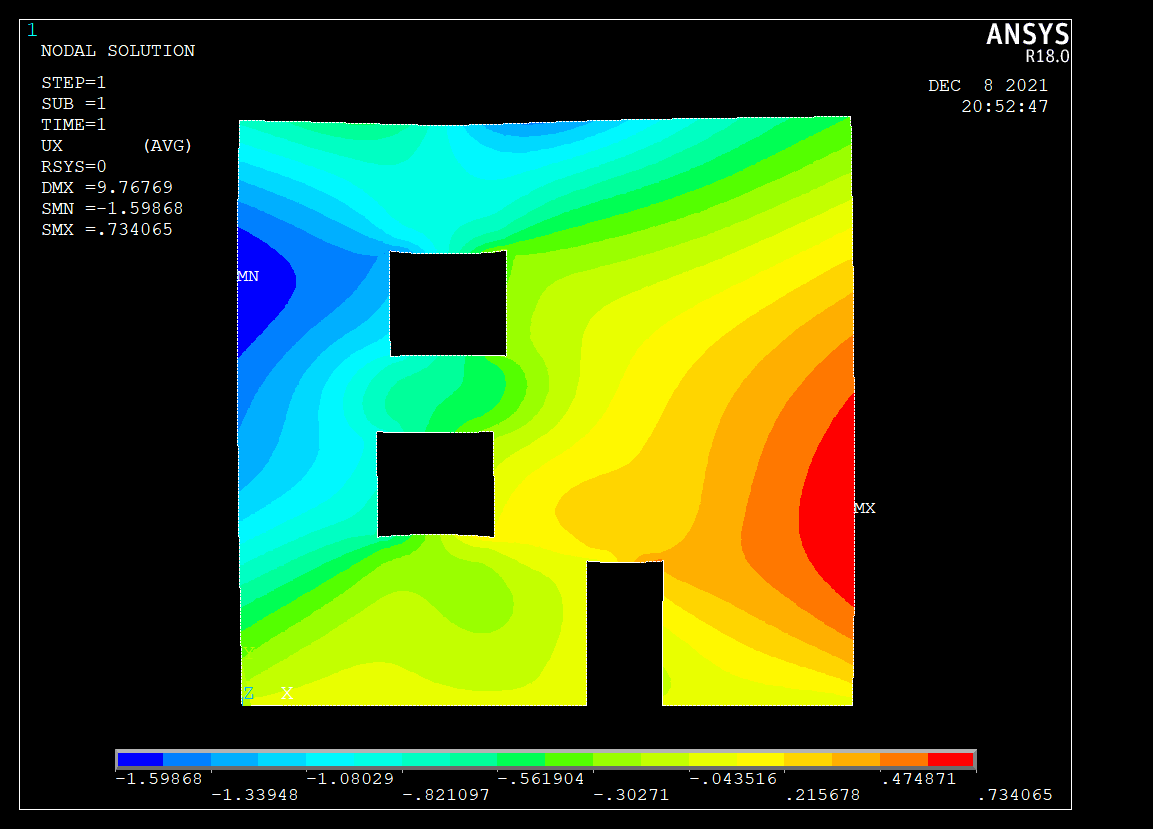 1
ANSYS
R18.0
NODAL SOLUTION
STEP=1
SUB =1
TIME=1
UX (AVG)
RSYS=0
DMX =9.76769
SMN =-1.59868
SMX =.734065
DEC 8 2021
20:52:47
MN
MX
Z X
-1.59868 -1.08029 -.561904 -.043516 .474871
-1.33948 -.821097 -.30271 .215678 .734065